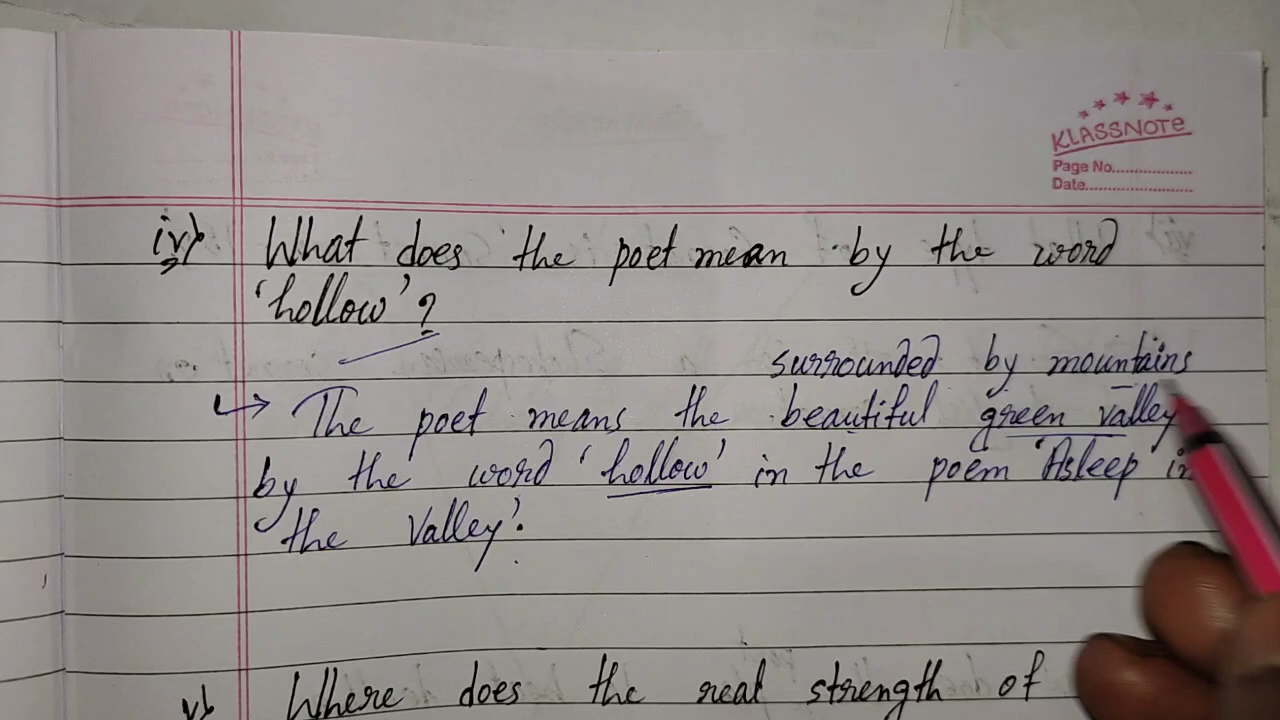 KLASSNOTE
Page No.
Date
iv) What does the poet mean by the word
'hollow'?
surrounded by mountains
↳ The poet means the beautiful green valley
by the word 'hollow' in the poem 'Asleep in
the Valley'.
v) Where does the real strength of